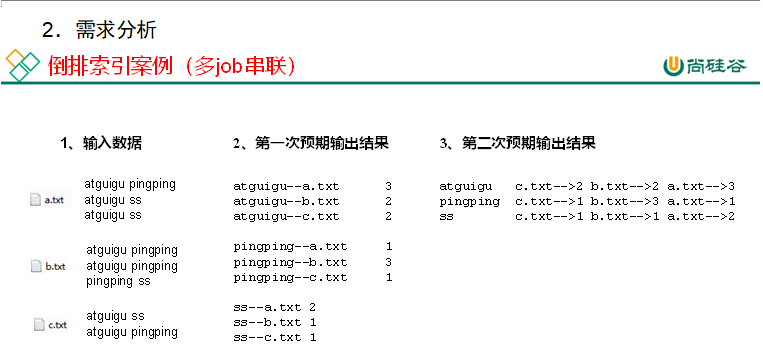 2. 需求分析
倒排索引案例（多job串联）
尚硅谷
1、输入数据
a.txt
atguigu pingping
atguigu ss
atguigu ss
b.txt
atguigu pingping
atguigu pingping
pingping ss
c.txt
atguigu ss
atguigu pingping
2、第一次预期输出结果
atguigu--a.txt 3
atguigu--b.txt 2
atguigu--c.txt 2
pingping--a.txt 1
pingping--b.txt 3
pingping--c.txt 1
ss--a.txt 2
ss--b.txt 1
ss--c.txt 1
3、第二次预期输出结果
atguigu c.txt-->2 b.txt-->2 a.txt-->3
pingping c.txt-->1 b.txt-->3 a.txt-->1
ss c.txt-->1 b.txt-->1 a.txt-->2